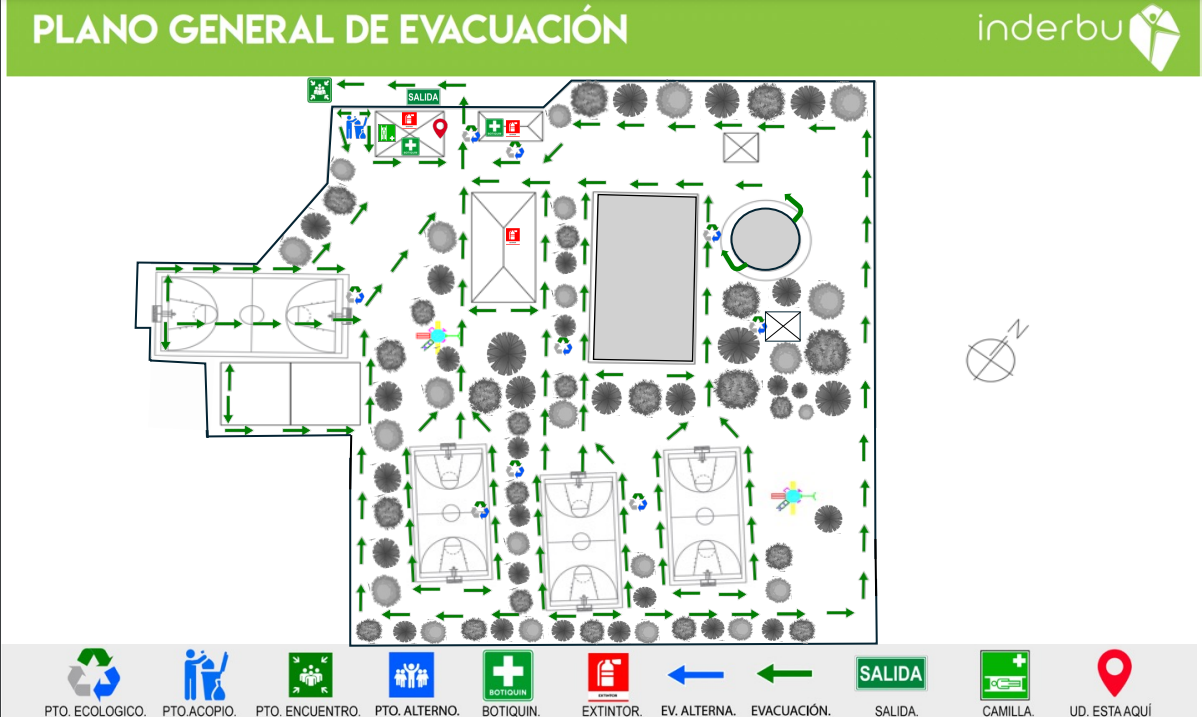 PLANO GENERAL DE EVACUACIÓN
inderbu
SALIDA
N
PTO. ECOLOGICO.
PTO.ACOPIO.
PTO. ENCUENTRO.
PTO. ALTERNO.
BOTIQUIN
BOTIQUIN.
EXTINTOR
EXTINTOR.
EV. ALTERNA.
EVACUACIÓN.
SALIDA
SALIDA.
CAMILLA.
UD. ESTA AQUÍ